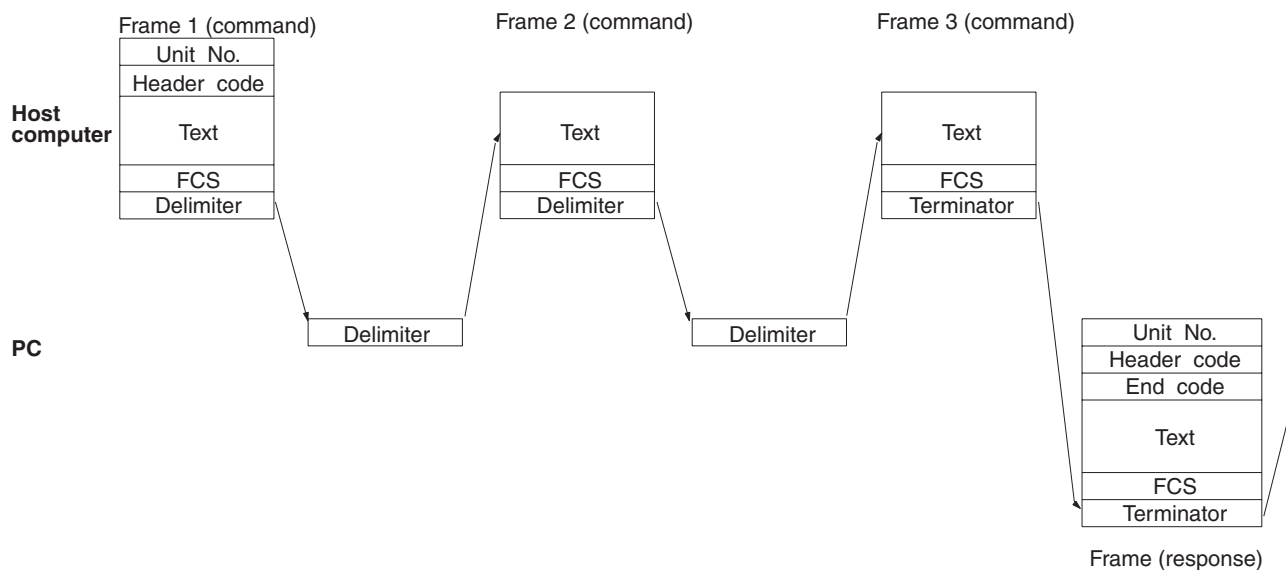 Frame 1 (command)
Unit No.
Header code
Text
FCS
Delimiter
Frame 2 (command)
Text
FCS
Delimiter
Frame 3 (command)
Text
FCS
Terminator
Host
computer
PC
Delimiter
Delimiter
Unit No.
Header code
End code
Text
FCS
Terminator
Frame (response)